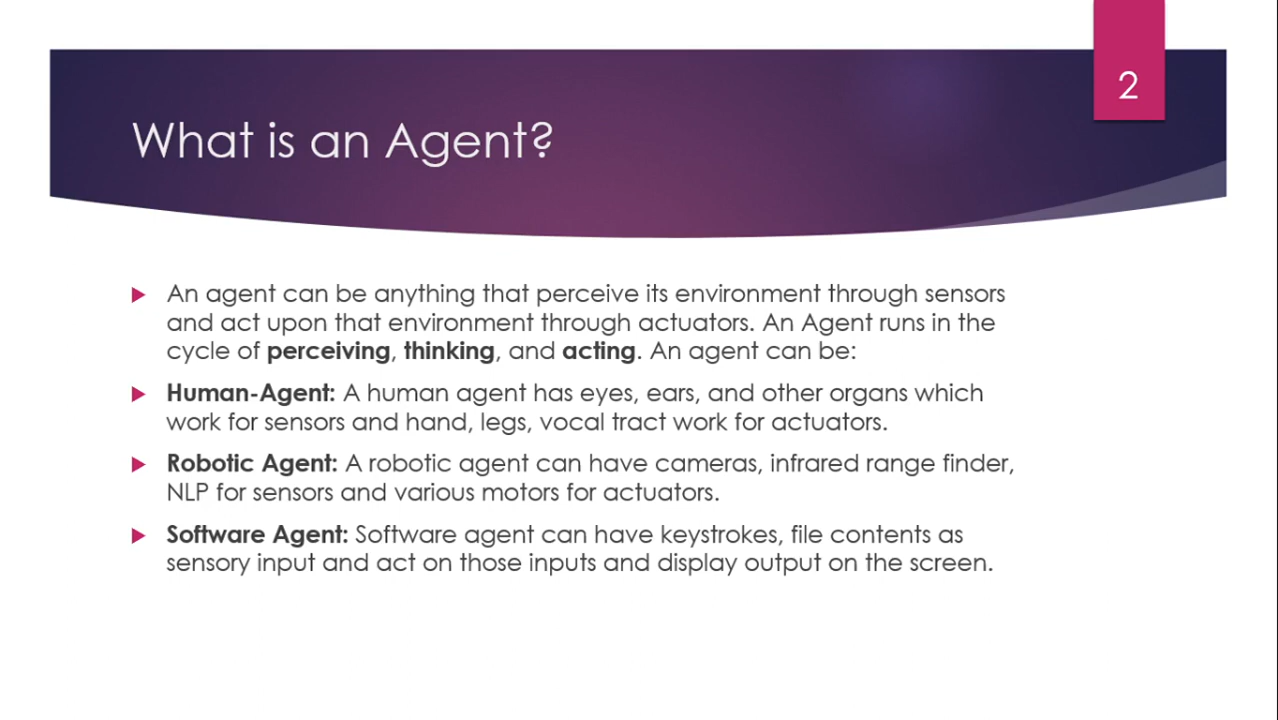 2
What is an Agent?
An agent can be anything that perceive its environment through sensors
and act upon that environment through actuators. An Agent runs in the
cycle of perceiving, thinking, and acting. An agent can be:
Human-Agent: A human agent has eyes, ears, and other organs which
work for sensors and hand, legs, vocal tract work for actuators.
Robotic Agent: A robotic agent can have cameras, infrared range finder,
NLP for sensors and various motors for actuators.
Software Agent: Software agent can have keystrokes, file contents as
sensory input and act on those inputs and display output on the screen.